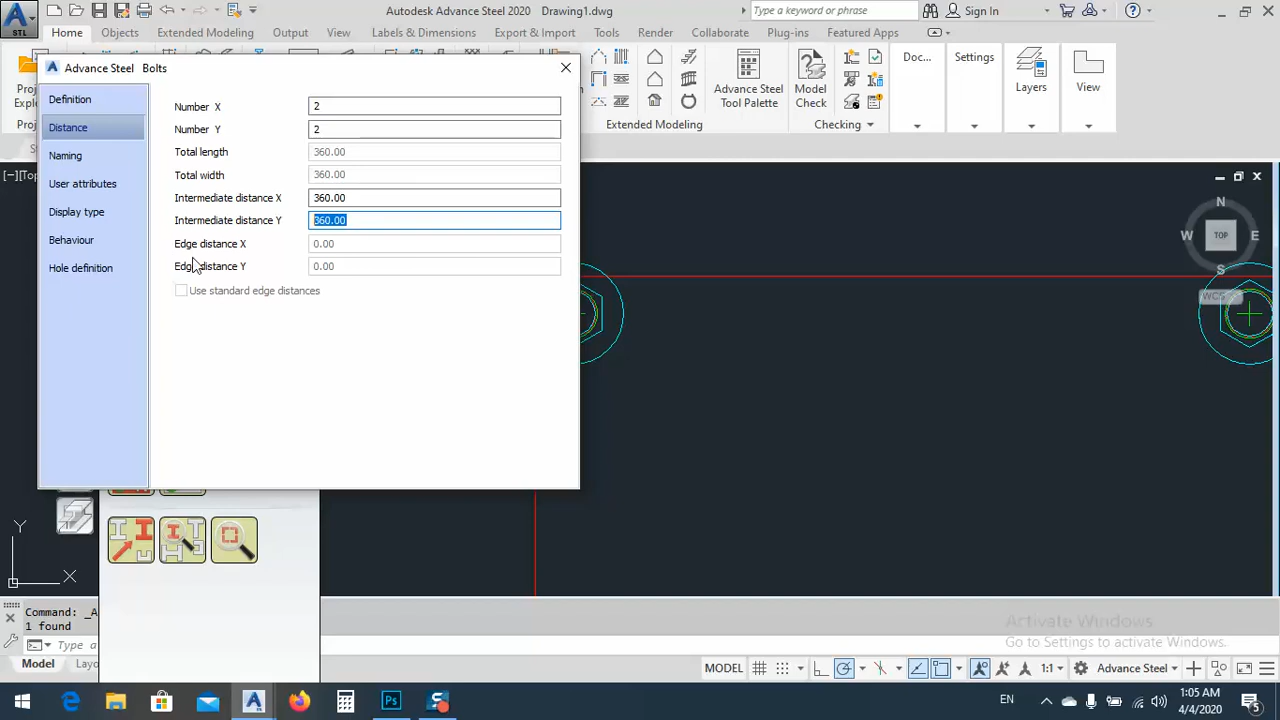 Autodesk Advance Steel 2020 Drawing1.dwg
Type a keyword or phrase
Sign In
STL
Home Objects Extended Modeling Output View Labels & Dimensions Export & Import Tools Render Collaborate Plug-ins Featured Apps
Advance Steel
Tool Palette
Extended Modeling
Model
Check
Checking
Doc...
Settings
Layers
View
Advance Steel Bolts
Definition
Distance
Naming
User attributes
Display type
Behaviour
Hole definition
Number X 2
Number Y 2
Total length 360.00
Total width 360.00
Intermediate distance X 360.00
Intermediate distance Y 360.00
Edge distance X 0.00
Edge distance Y 0.00
Use standard edge distances
N
W TOP E
S
WCS
Y
X
Command: _A
1 found
Type a
Activate Windows
Go to Settings to activate Windows.
Model Layo
MODEL 1:1 Advance Steel
EN
1:05 AM
4/4/2020
5